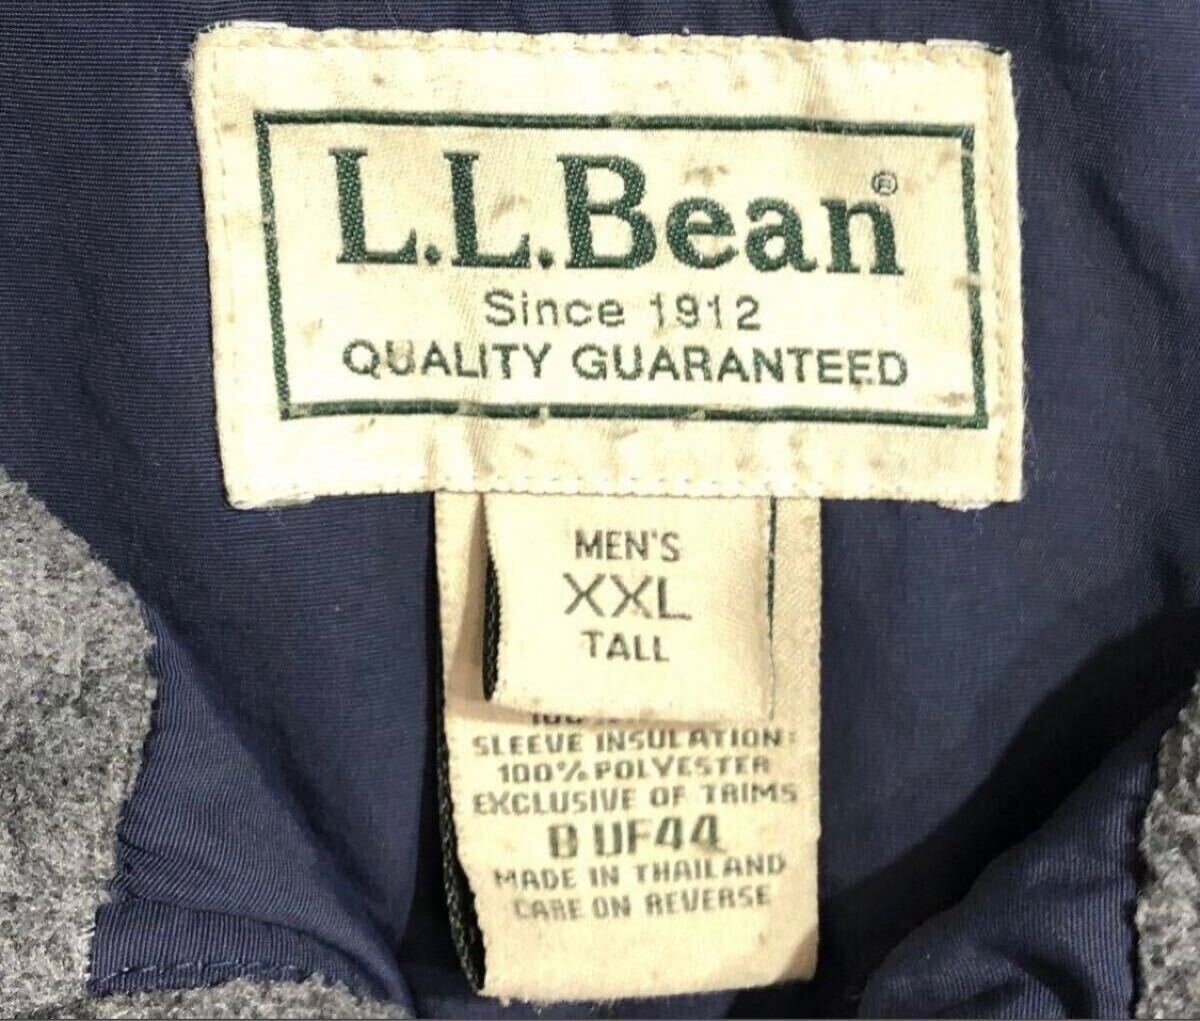 L.L.Bean®
Since 1912
QUALITY GUARANTEED
MEN'S
XXL
TALL
SLEEVE INSULATION:
100% POLYESTER
EXCLUSIVE OF TRIMS
B UF44
MADE IN THAILAND
CARE ON REVERSE